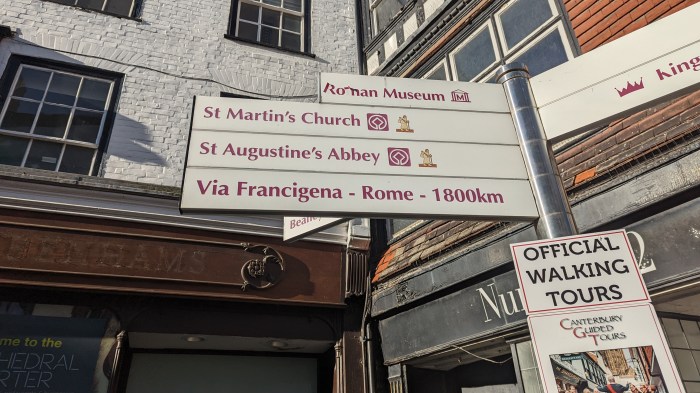 Roman Museum
St Martin's Church
St Augustine's Abbey
Via Francigena - Rome - 1800km
OFFICIAL
WALKING
TOURS
CANTERBURY
GUIDED TOURS